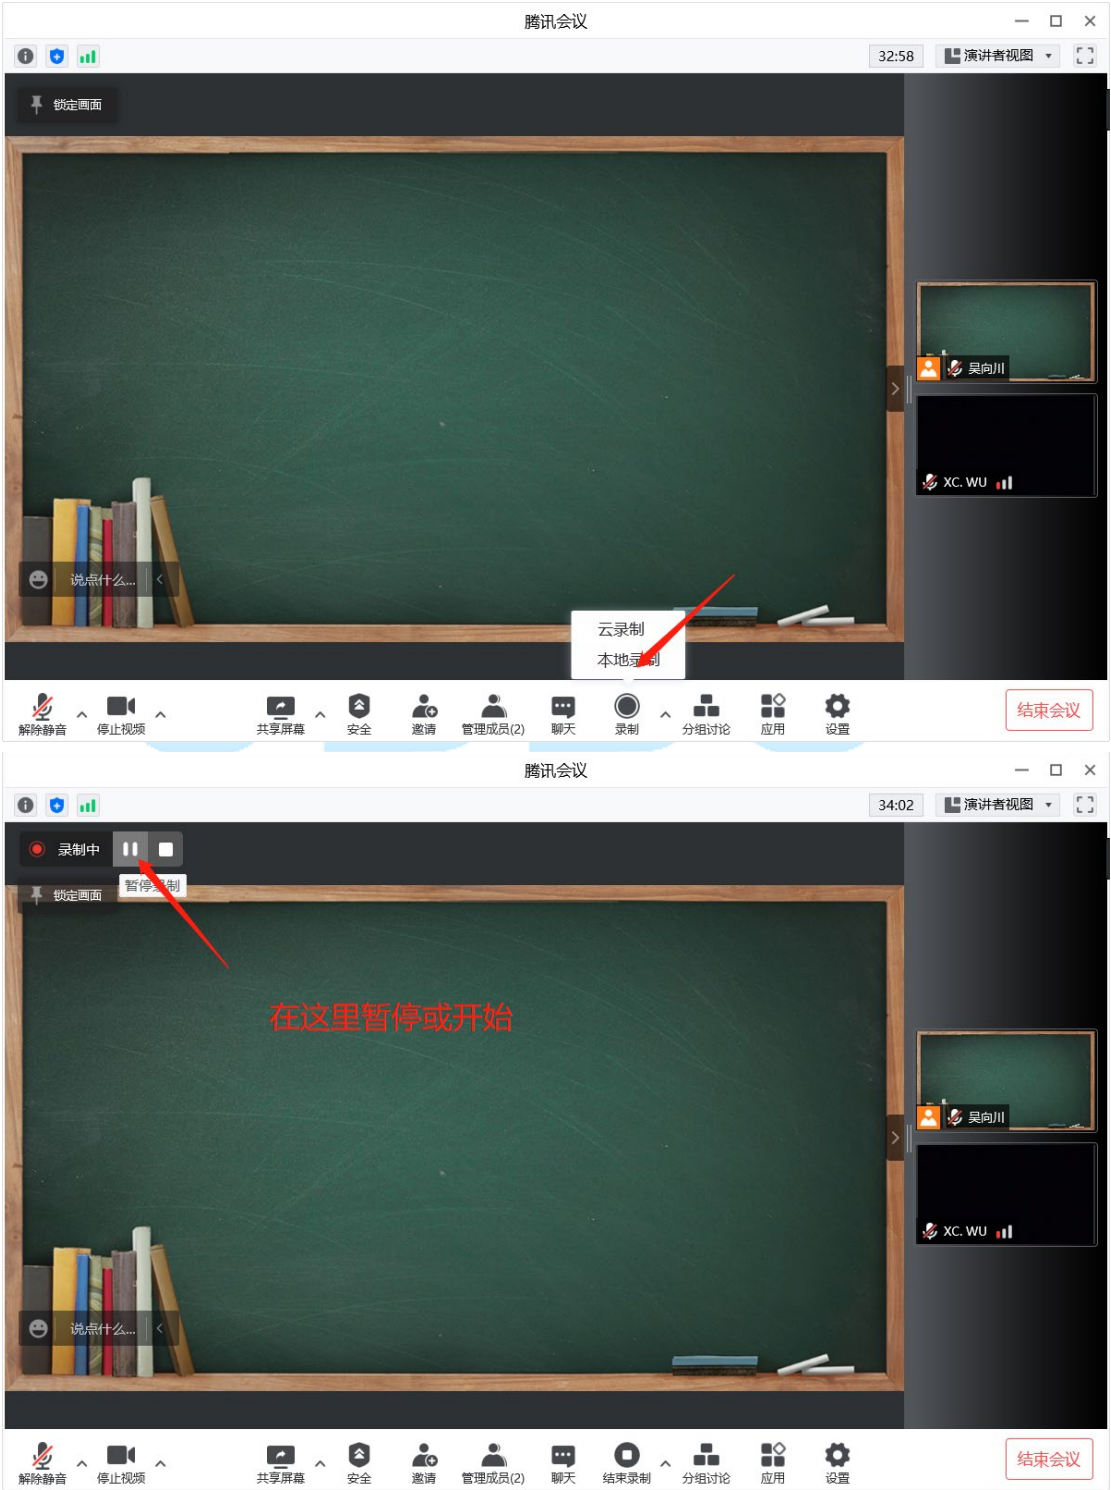 腾讯会议
32:58 演讲者视图
锁定画面
吴向川
XC. WU
说点什么...
云录制
本地录制
解除静音 停止视频 共享屏幕 安全 邀请 管理成员(2) 聊天 录制 分组讨论 应用 设置 结束会议
腾讯会议
34:02 演讲者视图
录制中
暂停录制
锁定画面
在这里暂停或开始
吴向川
XC. WU
说点什么...
解除静音 停止视频 共享屏幕 安全 邀请 管理成员(2) 聊天 结束录制 分组讨论 应用 设置 结束会议